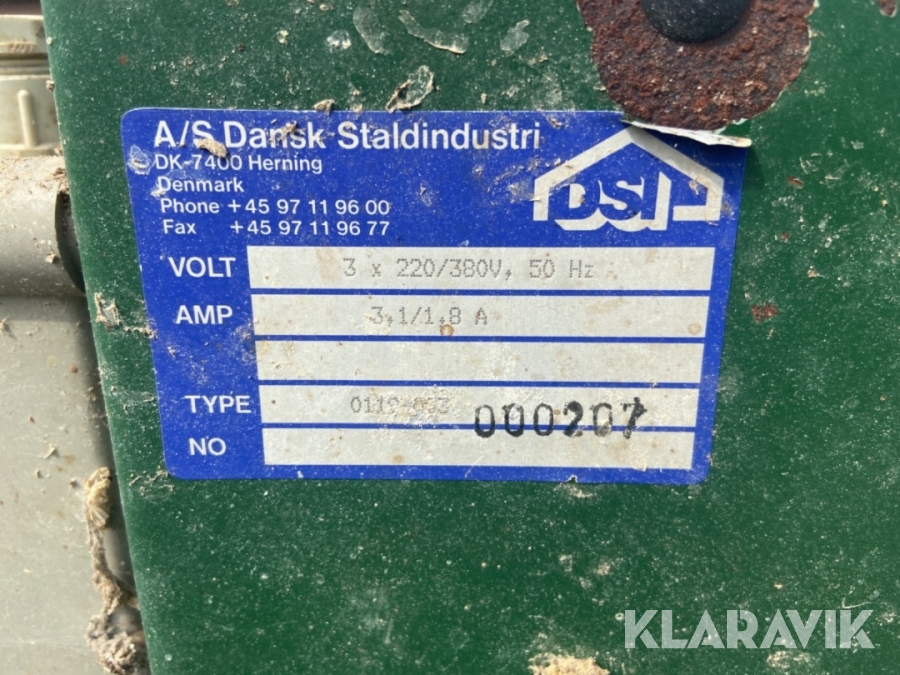 A/S Dansk Staldindustri
DK-7400 Herning
Denmark
Phone +45 97 11 96 00
Fax +45 97 11 96 77
DSI
VOLT 3 x 220/380V, 50 Hz
AMP 3,1/1,8 A
TYPE
000207
NO
KLARAVIK